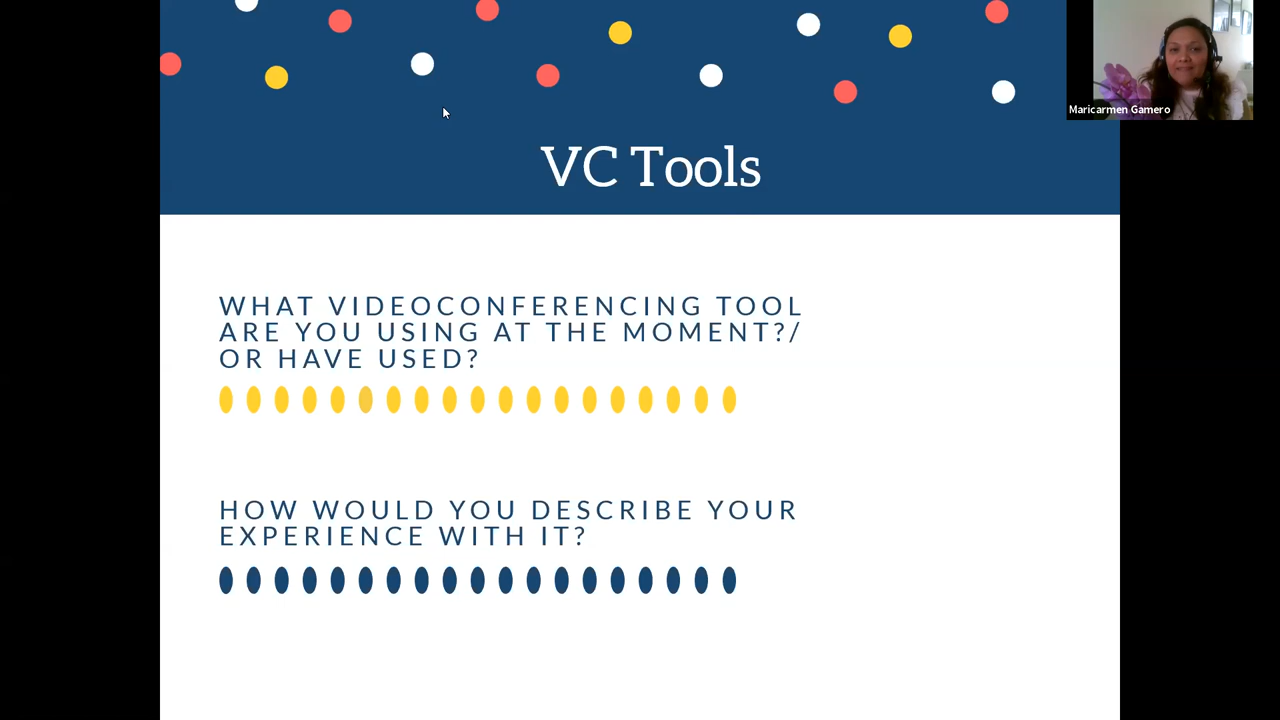 Maricarmen Gamero
VC Tools
WHAT VIDEOCONFERENCING TOOL
ARE YOU USING AT THE MOMENT?/
OR HAVE USED?
HOW WOULD YOU DESCRIBE YOUR
EXPERIENCE WITH IT?